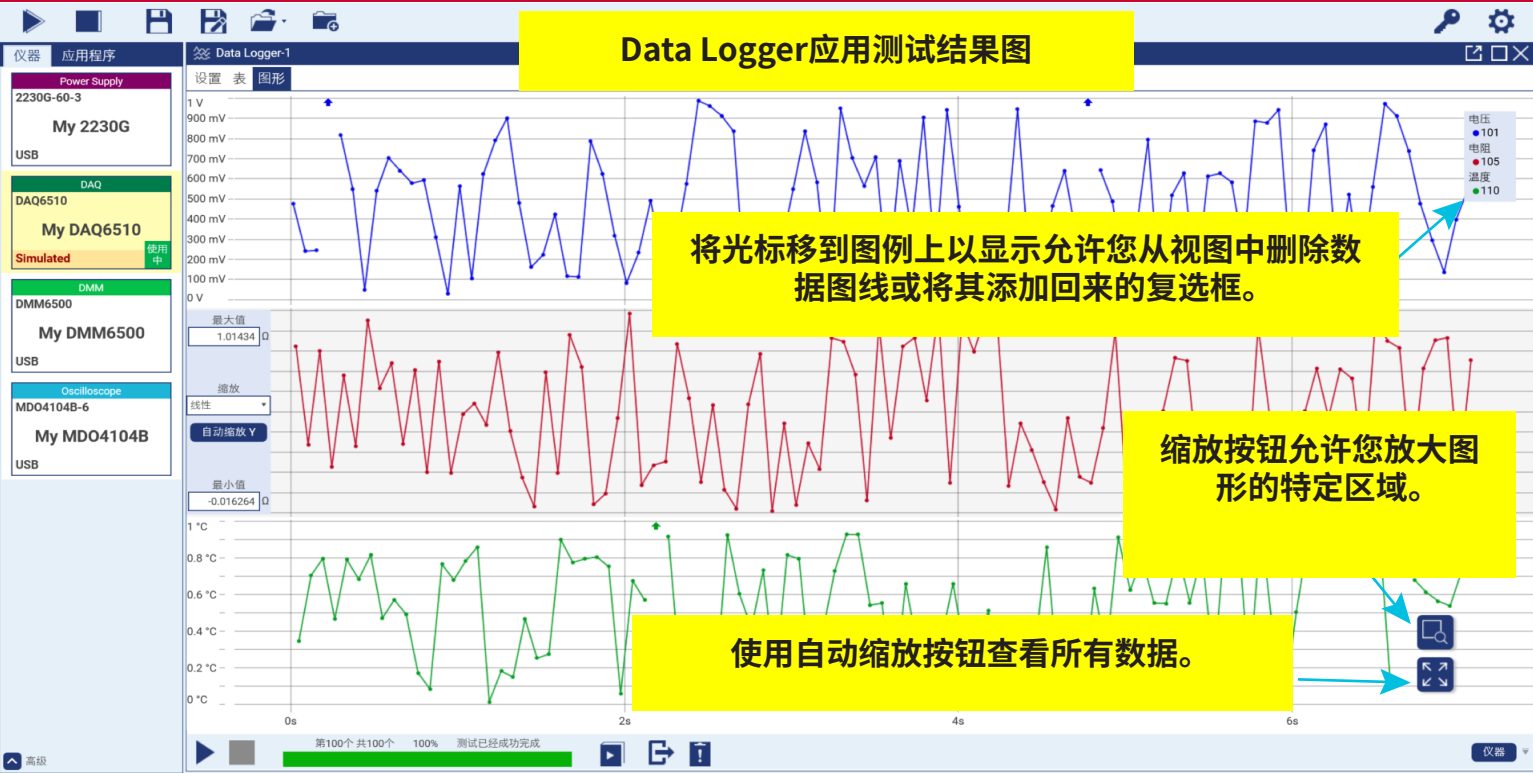 Data Logger应用测试结果图
仪器 应用程序
Data Logger-1
设置 表 图形
Power Supply
2230G-60-3
My 2230G
USB
DAQ
DAQ6510
My DAQ6510
Simulated
使用
中
DMM
DMM6500
My DMM6500
USB
Oscilloscope
MDO4104B-6
My MDO4104B
USB
高级
1 V
900 mV
800 mV
700 mV
600 mV
500 mV
400 mV
300 mV
200 mV
100 mV
0 V
电压
101
电阻
105
温度
110
将光标移到图例上以显示允许您从视图中删除数
据图线或将其添加回来的复选框。
最大值
1.01434 Ω
缩放
线性
自动缩放 Y
最小值
-0.016264 Ω
缩放按钮允许您放大图
形的特定区域。
1 °C
0.8 °C
0.6 °C
0.4 °C
0.2 °C
0 °C
使用自动缩放按钮查看所有数据。
0s 2s 4s 6s
第100个 共100个 100% 测试已经成功完成
仪器